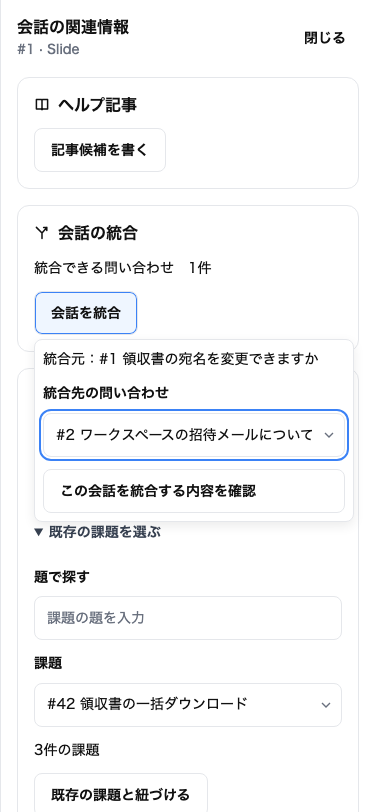 会話の関連情報
#1 · Slide
閉じる
ヘルプ記事
記事候補を書く
会話の統合
統合できる問い合わせ 1件
会話を統合
統合元：#1 領収書の宛名を変更できますか
統合先の問い合わせ
#2 ワークスペースの招待メールについて
この会話を統合する内容を確認
▼ 既存の課題を選ぶ
題で探す
課題の題を入力
課題
#42 領収書の一括ダウンロード
3件の課題
既存の課題と紐づける